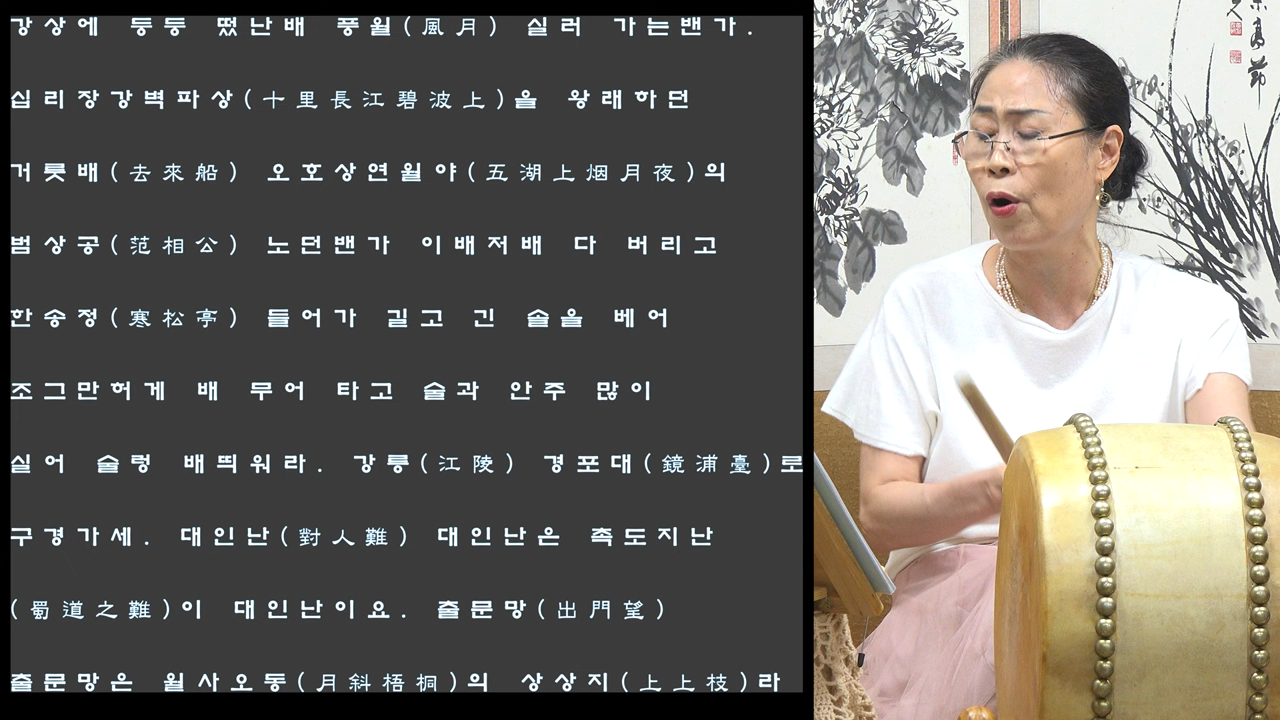 강상에 둥둥 떴난배 풍월(風月) 실러 가는밴가.
십리장강벽파상(十里長江碧波上)을 왕래하던
거룻배(去來船) 오호상연월야(五湖上烟月夜)의
범상공(范相公) 노던밴가 이배저배 다 버리고
한송정(寒松亭) 들어가 길고 긴 솔을 베어
조그만허게 배 무어 타고 술과 안주 많이
실어 술렁 배띄워라. 강릉(江陵) 경포대(鏡浦臺)로
구경가세. 대인난(對人難) 대인난은 촉도지난
(蜀道之難)이 대인난이요. 출문망(出門望)
출문망은 월사오동(月斜梧桐)의 상상지(上上枝)라